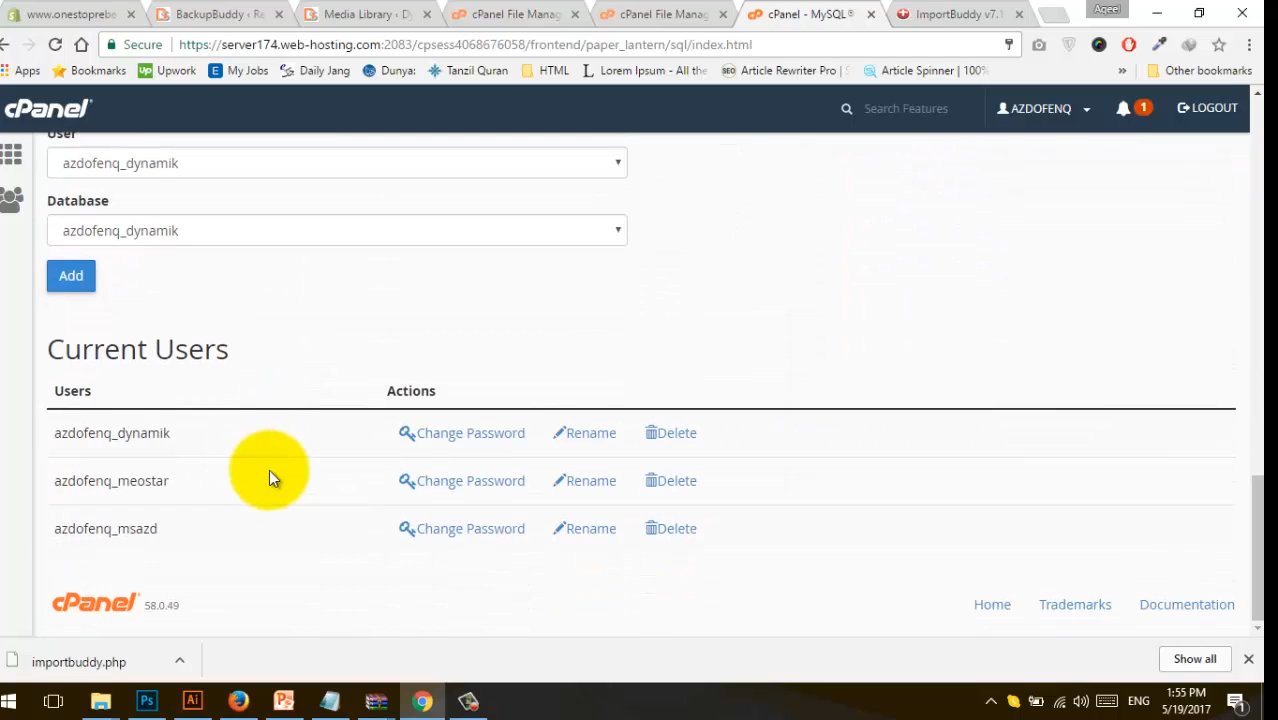 www.onestoprebe
BackupBuddy ‹ Re
Media Library ‹ Dy
cPanel File Manag
cPanel File Manag
cPanel - MySQL®
ImportBuddy v7.1
Aqeel
Secure
https://server174.web-hosting.com:2083/cpsess4068676058/frontend/paper_lantern/sql/index.html
Apps
Bookmarks
Upwork
My Jobs
Daily Jang
Dunya:
Tanzil Quran
HTML
Lorem Ipsum - All the
Article Rewriter Pro |
Article Spinner | 100%
»
Other bookmarks
cPanel®
Search Features
AZDOFENQ
1
LOGOUT
User
azdofenq_dynamik
Database
azdofenq_dynamik
Add
Current Users
Users Actions
azdofenq_dynamik Change Password Rename Delete
azdofenq_meostar Change Password Rename Delete
azdofenq_msazd Change Password Rename Delete
cPanel 58.0.49
Home Trademarks Documentation
importbuddy.php
Show all
ENG
1:55 PM
5/19/2017
1